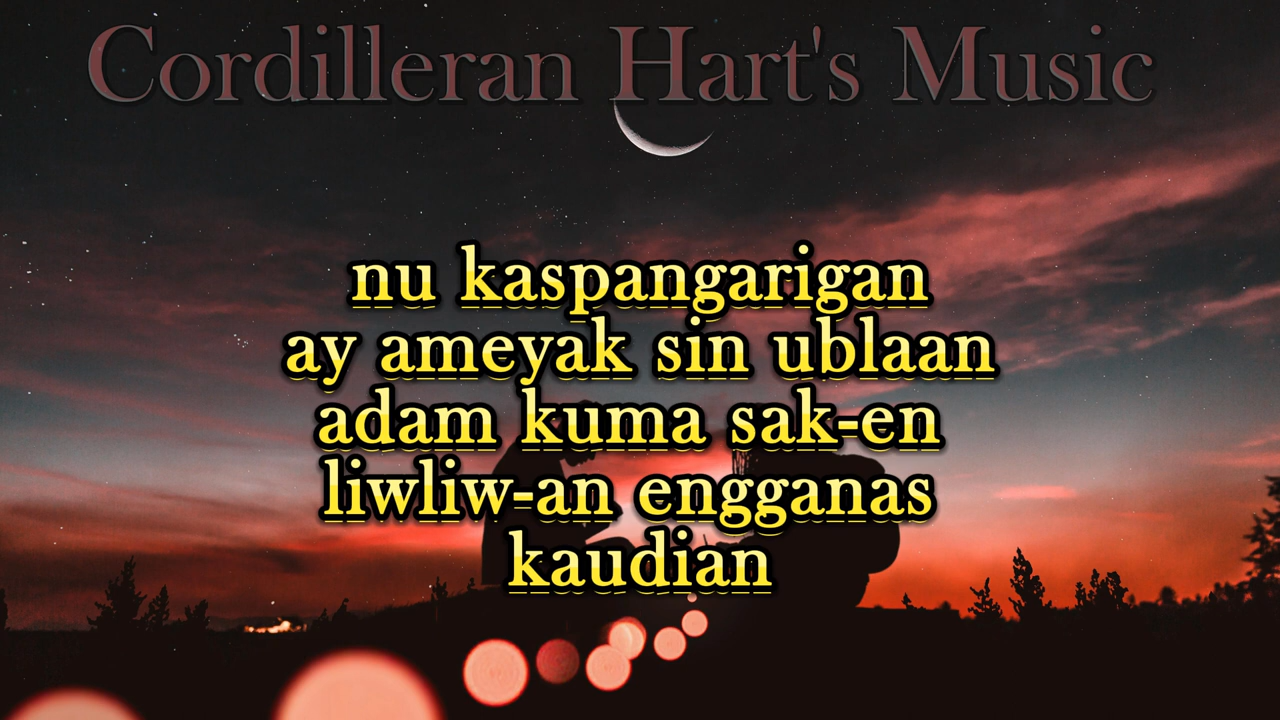 Cordilleran Hart's Music
nu kaspangarigan
ay ameyak sin ublaan
adam kuma sak-en
liwliw-an engganas
kaudian